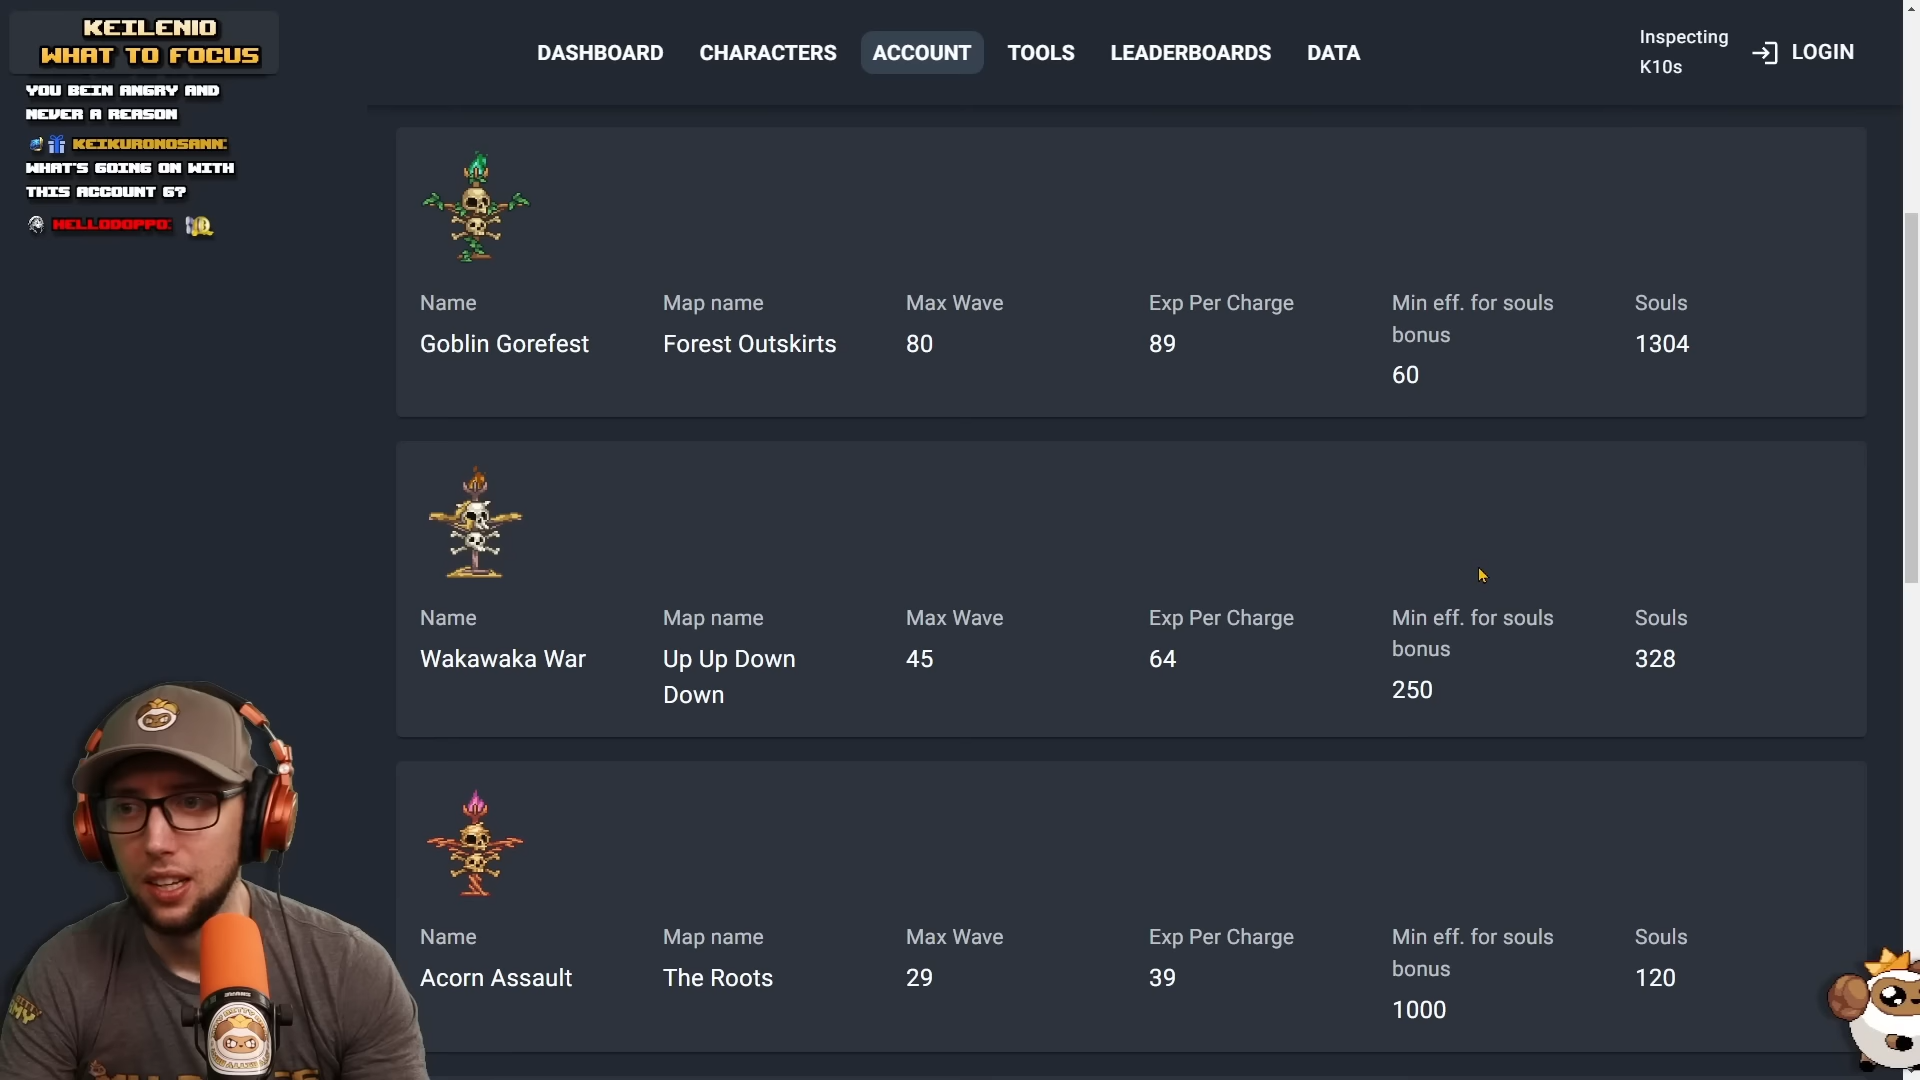 KEILENIO
WHAT TO FOCUS
YOU BEIN ANGRY AND
NEVER A REASON
KEIKURONOSANN:
WHAT'S GOING ON WITH
THIS ACCOUNT G?
HELLOOOPPO:
DASHBOARD
CHARACTERS
ACCOUNT
TOOLS
LEADERBOARDS
DATA
Inspecting
K10s
LOGIN
Name
Map name
Max Wave
Exp Per Charge
Min eff. for souls
bonus
Souls
Goblin Gorefest
Forest Outskirts
80
89
60
1304
Name
Map name
Max Wave
Exp Per Charge
Min eff. for souls
bonus
Souls
Wakawaka War
Up Up Down
Down
45
64
250
328
Name
Map name
Max Wave
Exp Per Charge
Min eff. for souls
bonus
Souls
Acorn Assault
The Roots
29
39
1000
120